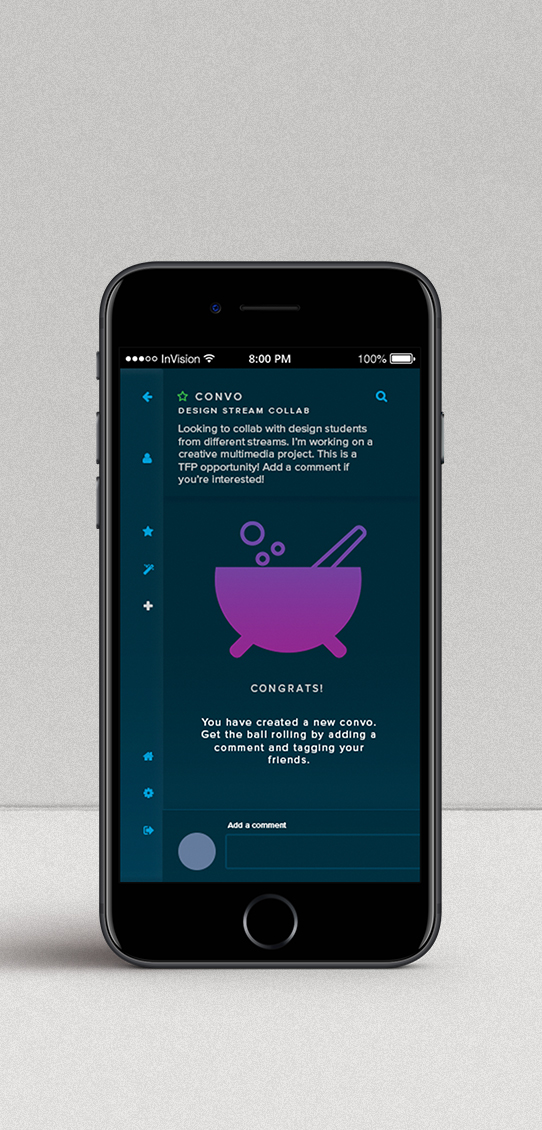 InVision 8:00 PM 100%
CONVO
DESIGN STREAM COLLAB
Looking to collab with design students
from different streams. I'm working on a
creative multimedia project. This is a
TFP opportunity! Add a comment if
you're interested!
CONGRATS!
You have created a new convo.
Get the ball rolling by adding a
comment and tagging your
friends.
Add a comment